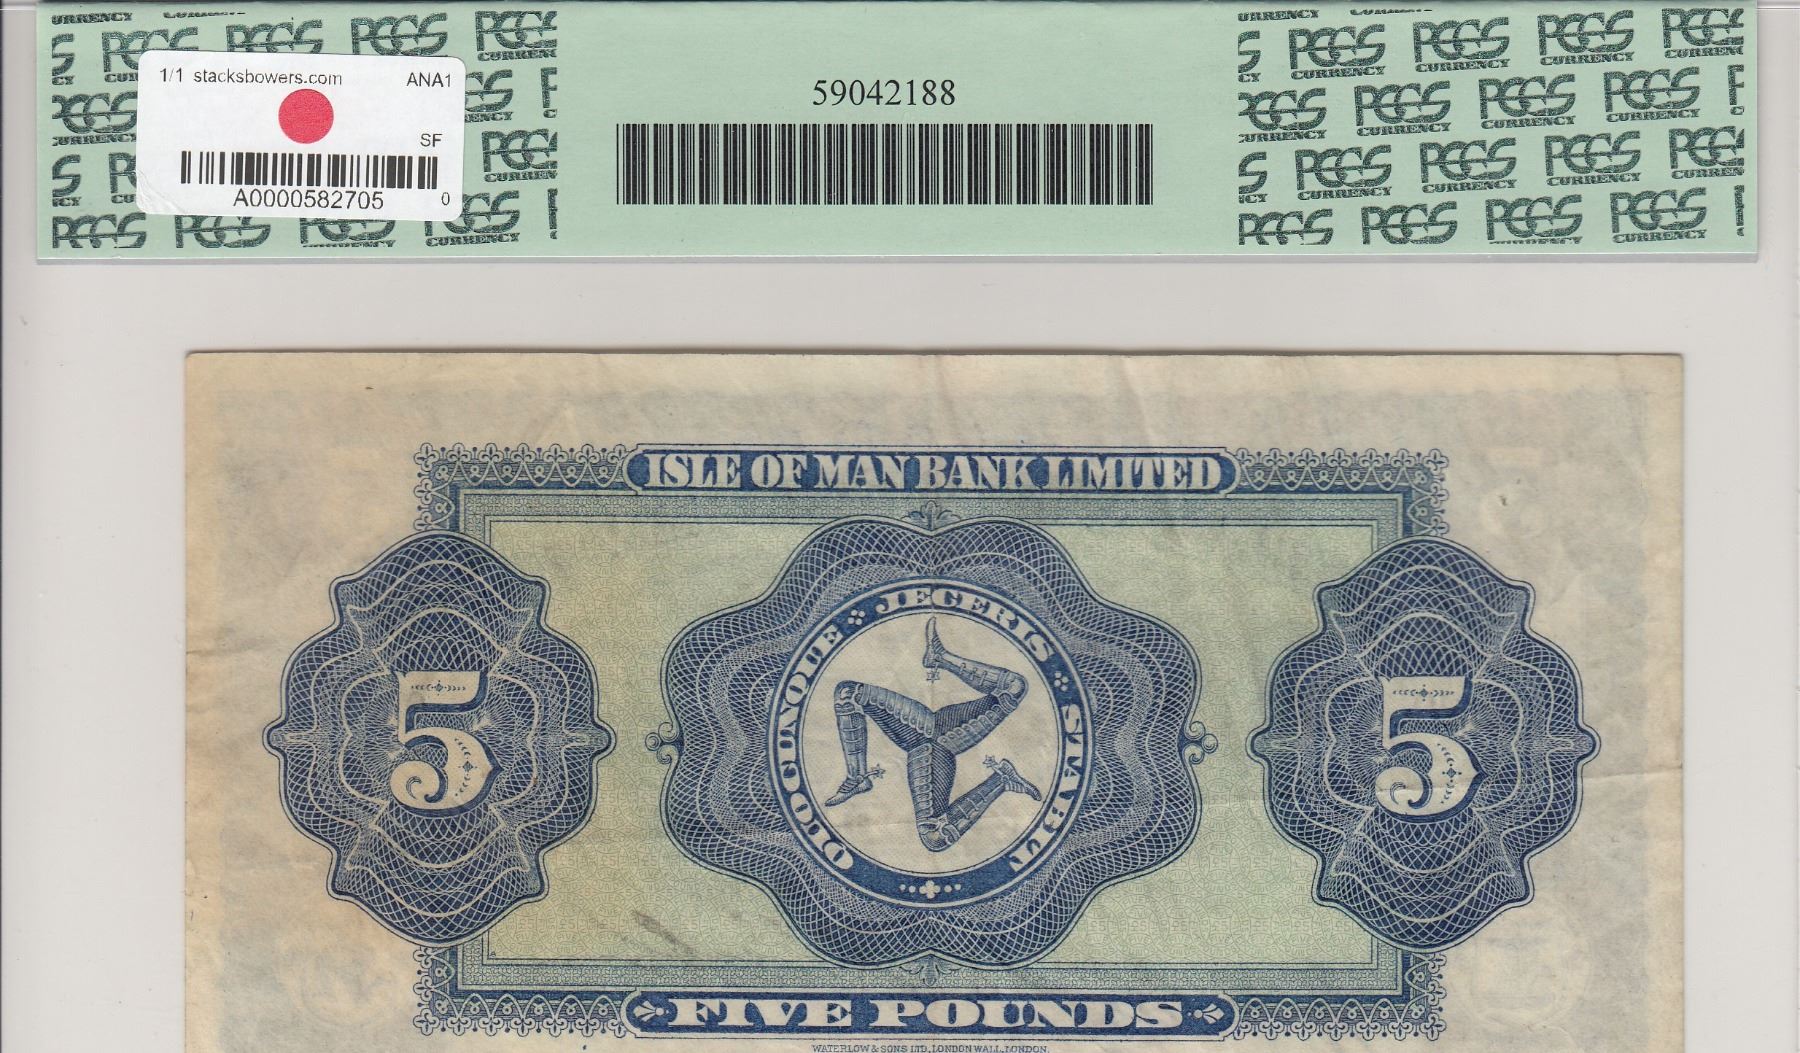 1/1 stacksbowers.com ANA1
SF
A0000582705 0
59042188
PCGS CURRENCY
ISLE OF MAN BANK LIMITED
QUOCUNQUE JECERIS STABIT
5 5
FIVE POUNDS
WATERLOW & SONS LTD, LONDON WALL, LONDON.